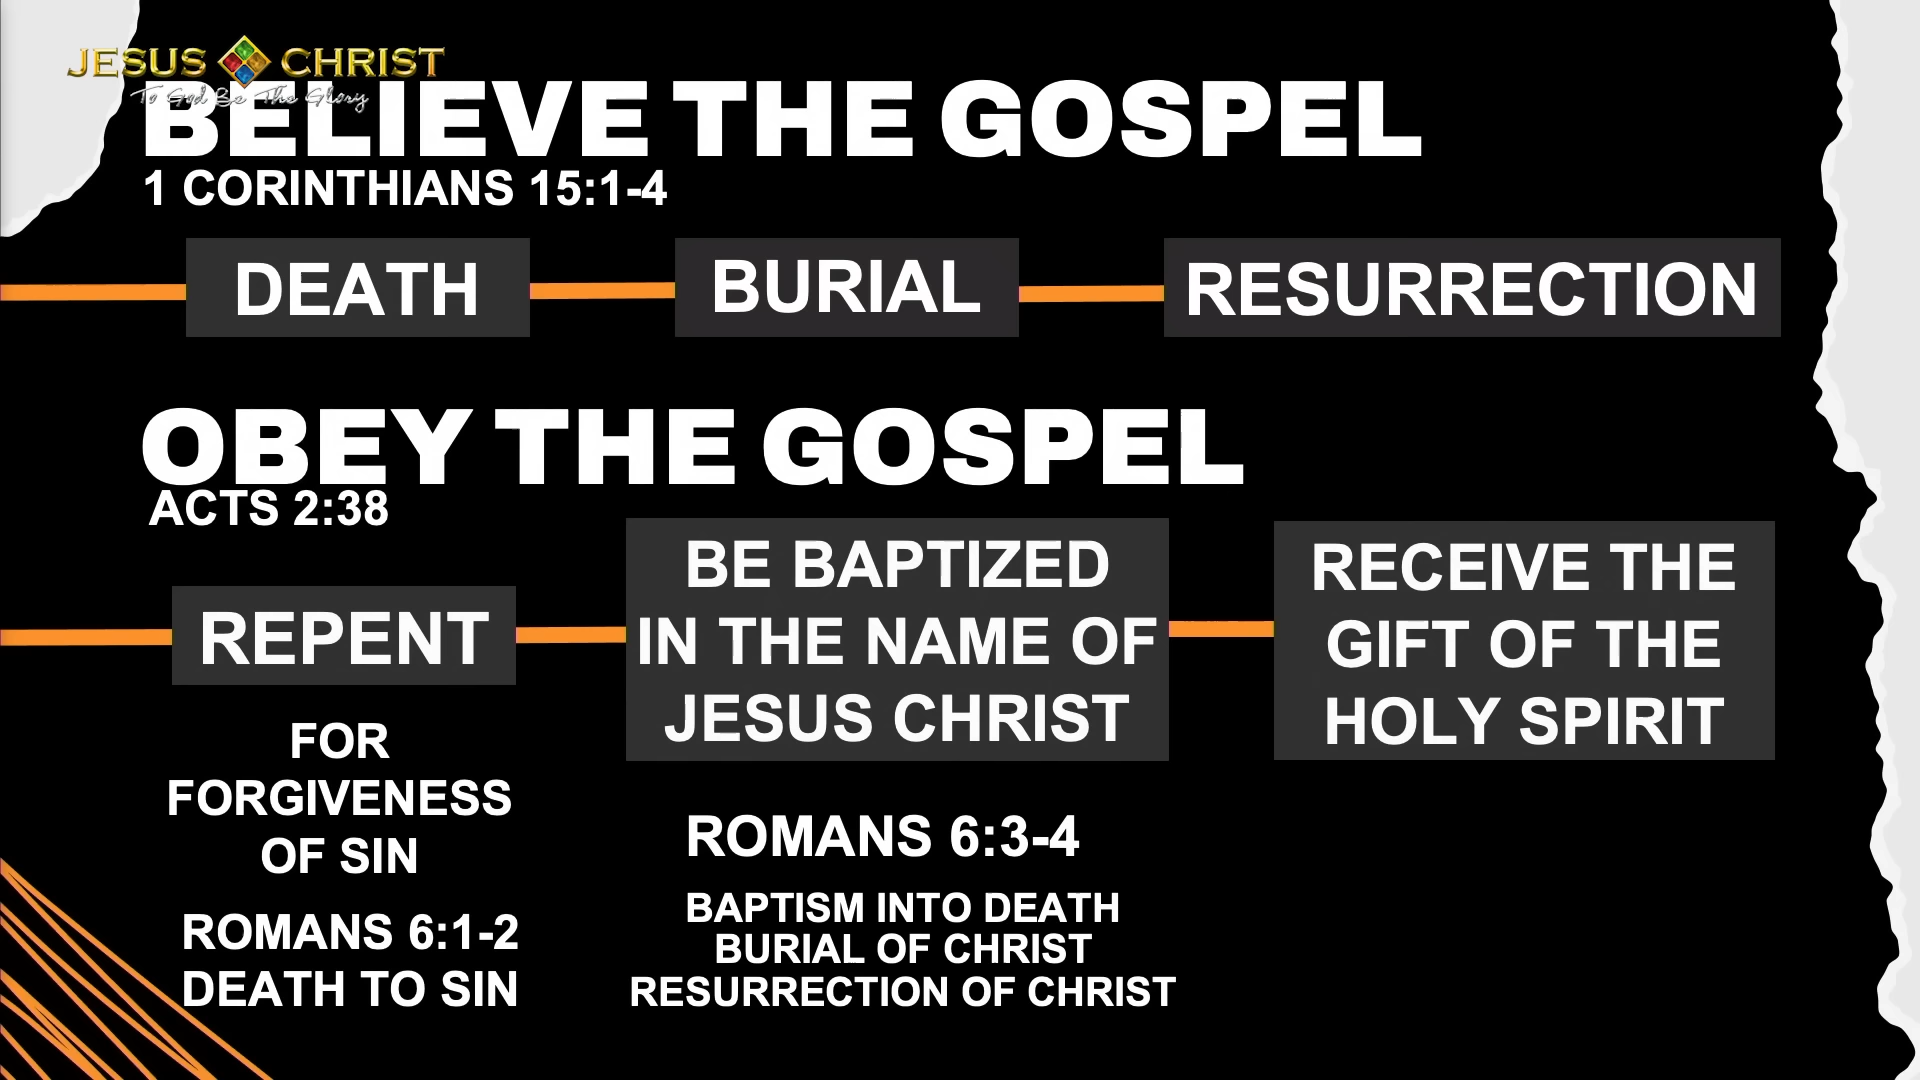 JESUS CHRIST
To God Be The Glory
BELIEVE THE GOSPEL
1 CORINTHIANS 15:1-4
DEATH
BURIAL
RESURRECTION
OBEY THE GOSPEL
ACTS 2:38
REPENT
FOR
FORGIVENESS
OF SIN
ROMANS 6:1-2
DEATH TO SIN
BE BAPTIZED
IN THE NAME OF
JESUS CHRIST
ROMANS 6:3-4
BAPTISM INTO DEATH
BURIAL OF CHRIST
RESURRECTION OF CHRIST
RECEIVE THE
GIFT OF THE
HOLY SPIRIT